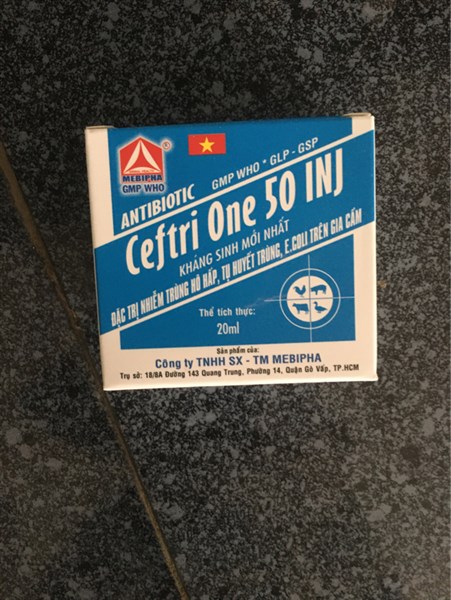 MEBIPHA
GMP WHO
®
ANTIBIOTIC
GMP WHO * GLP - GSP
Ceftri One 50 INJ
KHÁNG SINH MỚI NHẤT
ĐẶC TRỊ NHIỄM TRÙNG HÔ HẤP, TỤ HUYẾT TRÙNG, E.COLI TRÊN GIA CẦM
Thể tích thực:
20ml
Sản phẩm của:
Công ty TNHH SX - TM MEBIPHA
Trụ sở: 18/8A Đường 143 Quang Trung, Phường 14, Quận Gò Vấp, TP.HCM